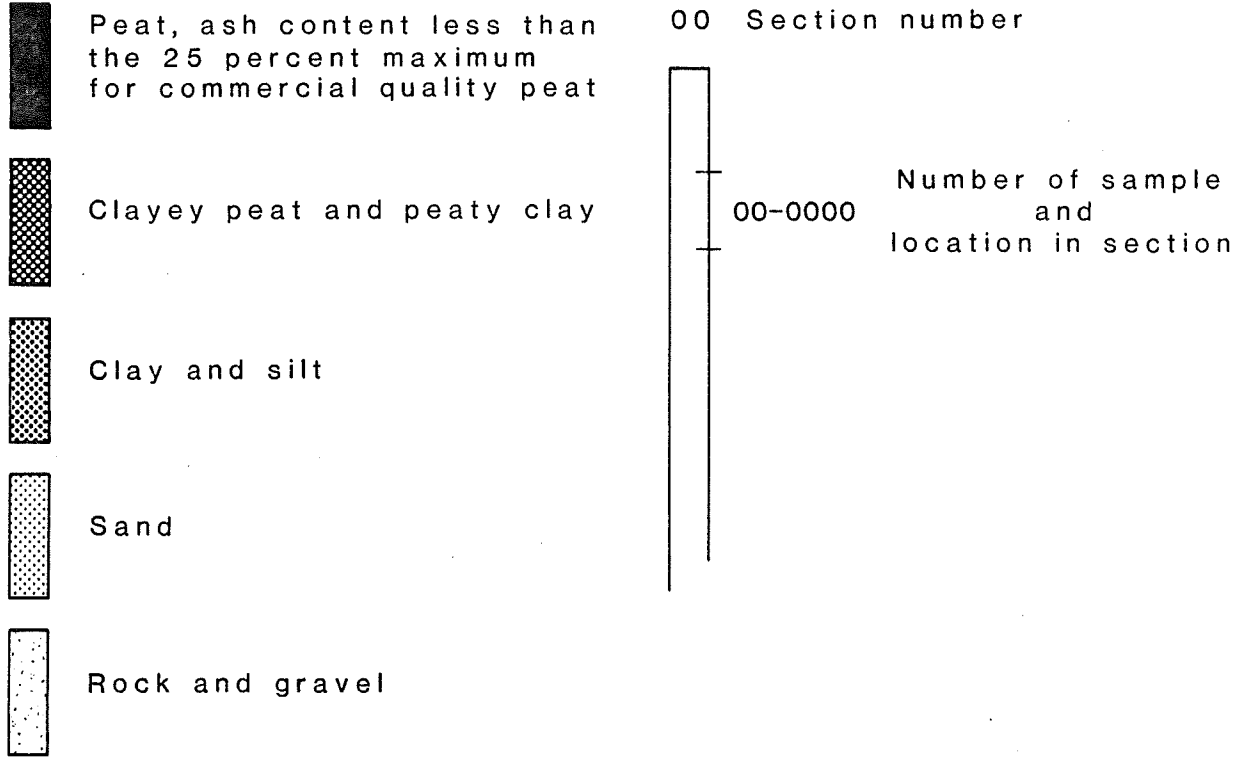 Peat, ash content less than
the 25 percent maximum
for commercial quality peat
Clayey peat and peaty clay
Clay and silt
Sand
Rock and gravel
00 Section number
00-0000
Number of sample
and
location in section